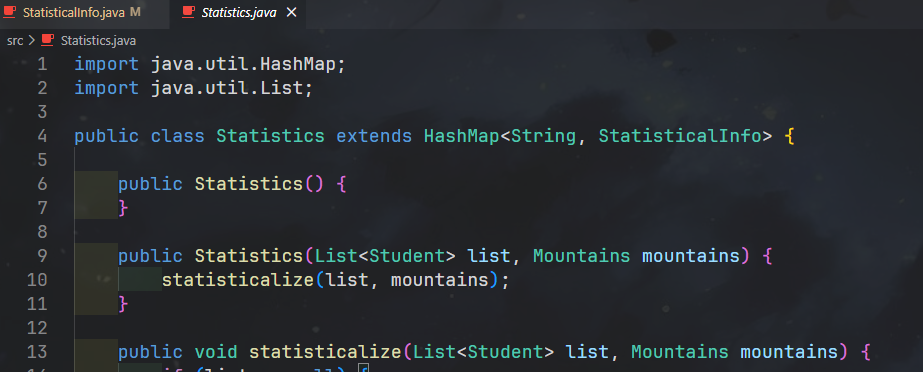 StatisticalInfo.java M
Statistics.java ×
src > Statistics.java
1 import java.util.HashMap;
2 import java.util.List;
3
4 public class Statistics extends HashMap<String, StatisticalInfo> {
5
6 public Statistics() {
7 }
8
9 public Statistics(List<Student> list, Mountains mountains) {
10 statisticalize(list, mountains);
11 }
12
13 public void statisticalize(List<Student> list, Mountains mountains) {